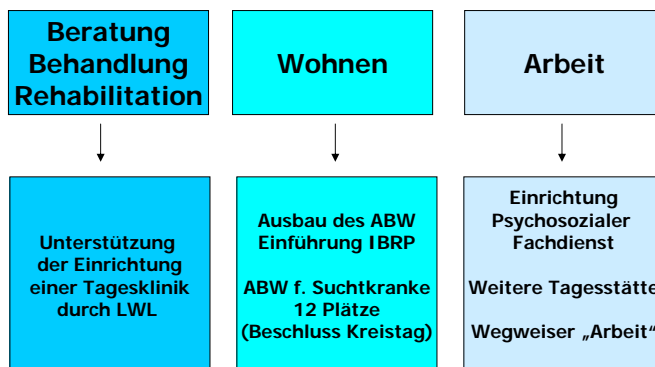 Beratung
Behandlung
Rehabilitation
Wohnen
Arbeit
Unterstützung
der Einrichtung
einer Tagesklinik
durch LWL
Ausbau des ABW
Einführung IBRP
ABW f. Suchtkranke
12 Plätze
(Beschluss Kreistag)
Einrichtung
Psychosozialer
Fachdienst
Weitere Tagesstätte
Wegweiser „Arbeit“